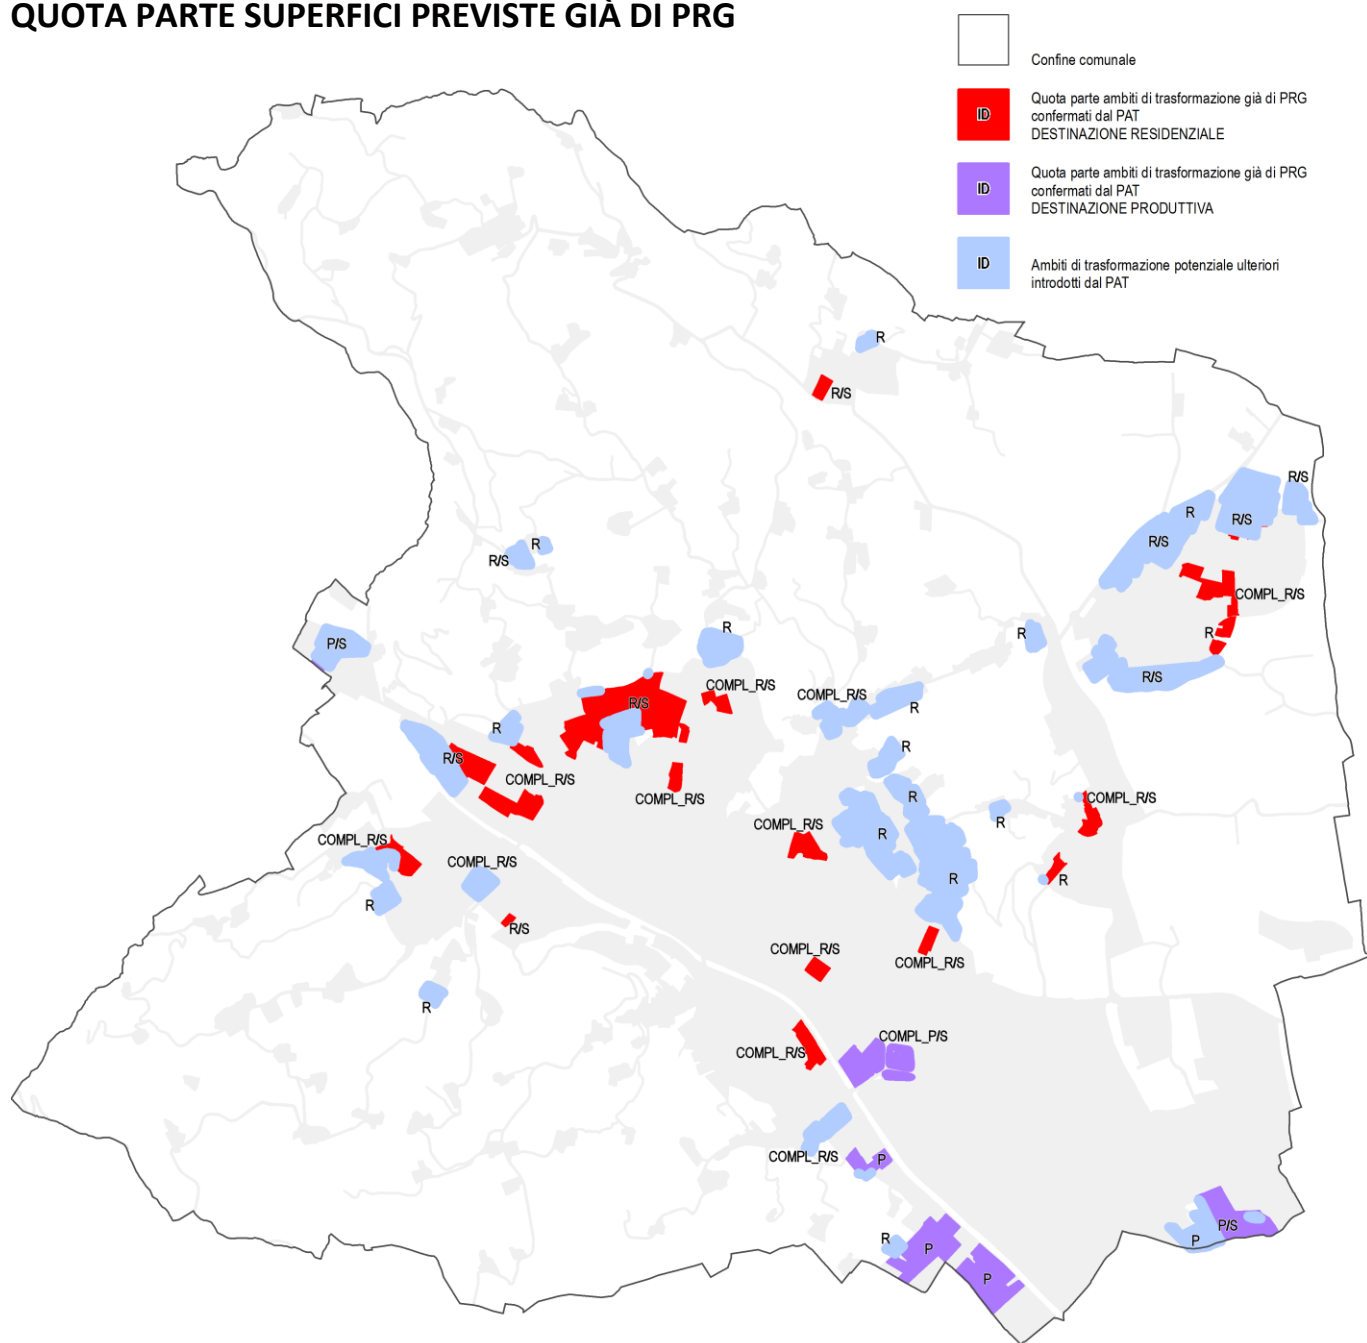 QUOTA PARTE SUPERFICI PREVISTE GIÀ DI PRG
Confine comunale
ID
Quota parte ambiti di trasformazione già di PRG
confermati dal PAT
DESTINAZIONE RESIDENZIALE
ID
Quota parte ambiti di trasformazione già di PRG
confermati dal PAT
DESTINAZIONE PRODUTTIVA
ID
Ambiti di trasformazione potenziale ulteriori
introdotti dal PAT
R
R/S
R/S
R
R/S
R/S
R
R/S
COMPL_R/S
R
R
R
P/S
R/S
COMPL_R/S
COMPL_R/S
R/S
R
R
R/S
COMPL_R/S
COMPL_R/S
R
R
COMPL_R/S
R
COMPL_R/S
R
COMPL_R/S
COMPL_R/S
R
R
R
R/S
COMPL_R/S
COMPL_R/S
R
COMPL_P/S
COMPL_R/S
COMPL_R/S
P
P/S
P
R
P
P